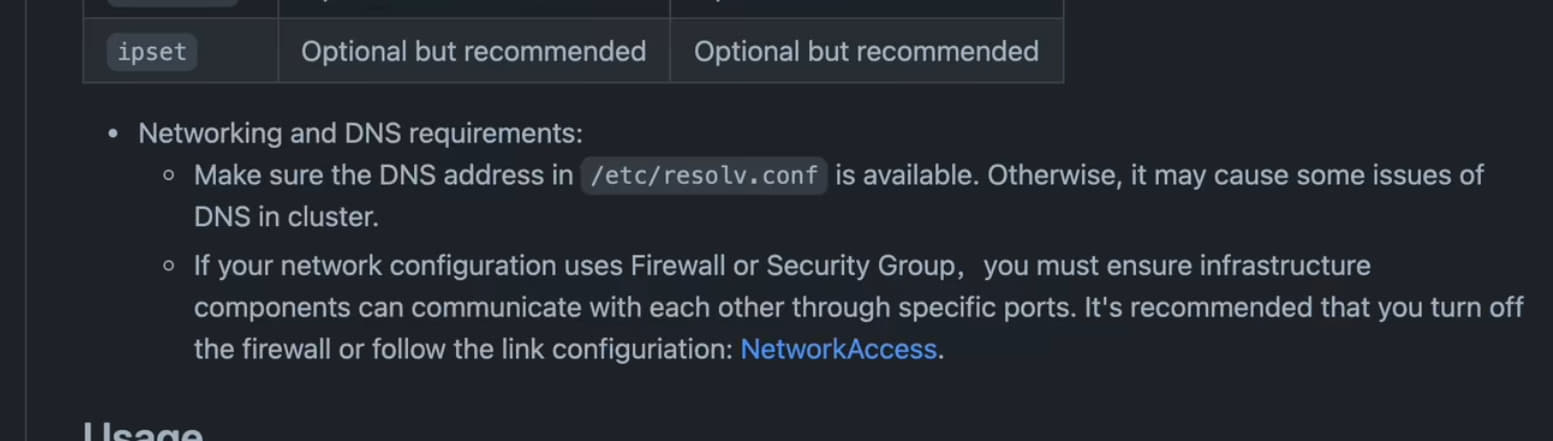 ipset Optional but recommended Optional but recommended
• Networking and DNS requirements:
○ Make sure the DNS address in /etc/resolv.conf is available. Otherwise, it may cause some issues of
DNS in cluster.
○ If your network configuration uses Firewall or Security Group，you must ensure infrastructure
components can communicate with each other through specific ports. It's recommended that you turn off
the firewall or follow the link configuriation: NetworkAccess.
Usage